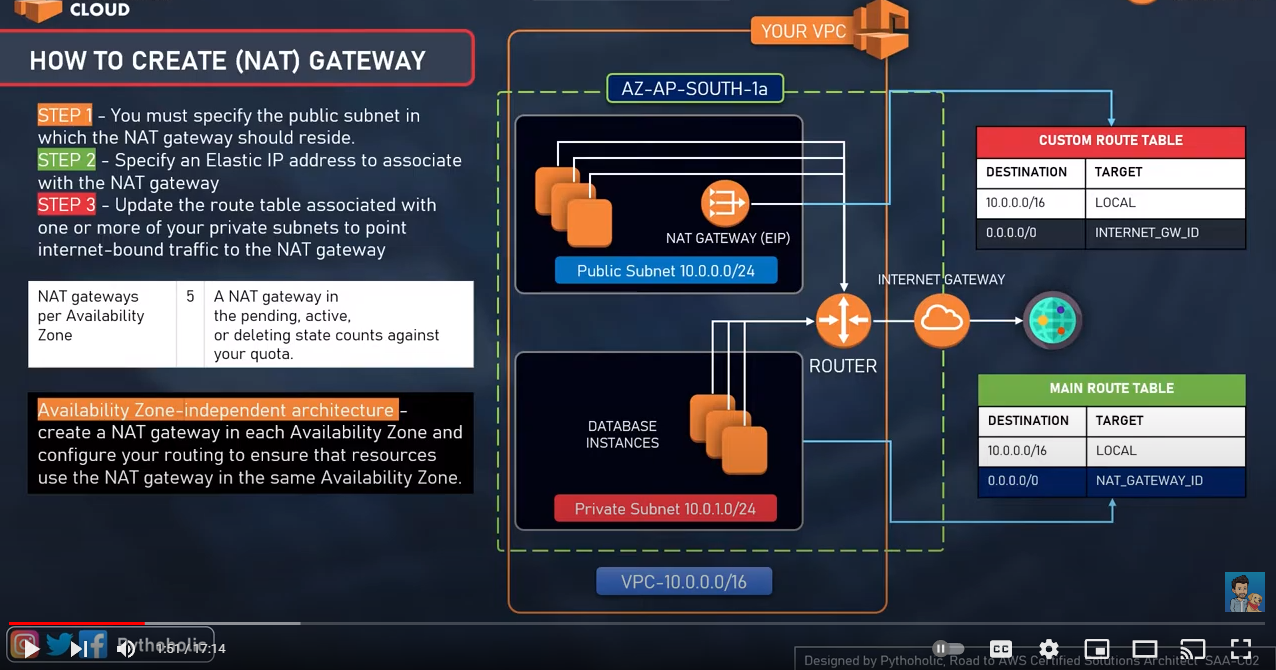 CLOUD
HOW TO CREATE (NAT) GATEWAY
STEP 1 - You must specify the public subnet in
which the NAT gateway should reside.
STEP 2 - Specify an Elastic IP address to associate
with the NAT gateway
STEP 3 - Update the route table associated with
one or more of your private subnets to point
internet-bound traffic to the NAT gateway
NAT gateways
per Availability
Zone
5
A NAT gateway in
the pending, active,
or deleting state counts against
your quota.
Availability Zone-independent architecture -
create a NAT gateway in each Availability Zone and
configure your routing to ensure that resources
use the NAT gateway in the same Availability Zone.
YOUR VPC
AZ-AP-SOUTH-1a
NAT GATEWAY (EIP)
Public Subnet 10.0.0.0/24
INTERNET GATEWAY
ROUTER
DATABASE
INSTANCES
Private Subnet 10.0.1.0/24
VPC-10.0.0.0/16
CUSTOM ROUTE TABLE
DESTINATION TARGET
10.0.0.0/16 LOCAL
0.0.0.0/0 INTERNET_GW_ID
MAIN ROUTE TABLE
DESTINATION TARGET
10.0.0.0/16 LOCAL
0.0.0.0/0 NAT_GATEWAY_ID
Pythoholic
1:51 / 17:14
CC
Designed by Pythoholic, Road to AWS Certified Solutions Architect - SAA-C02